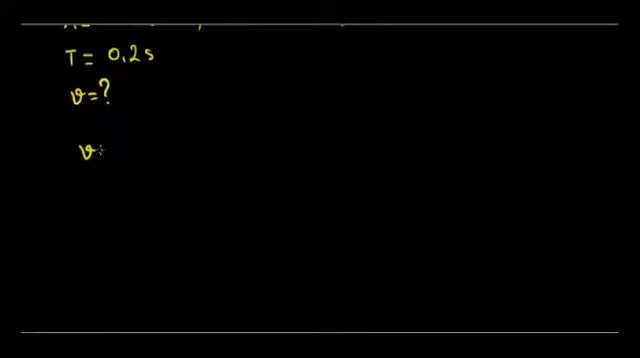 T = 0,2 s
v = ?
v